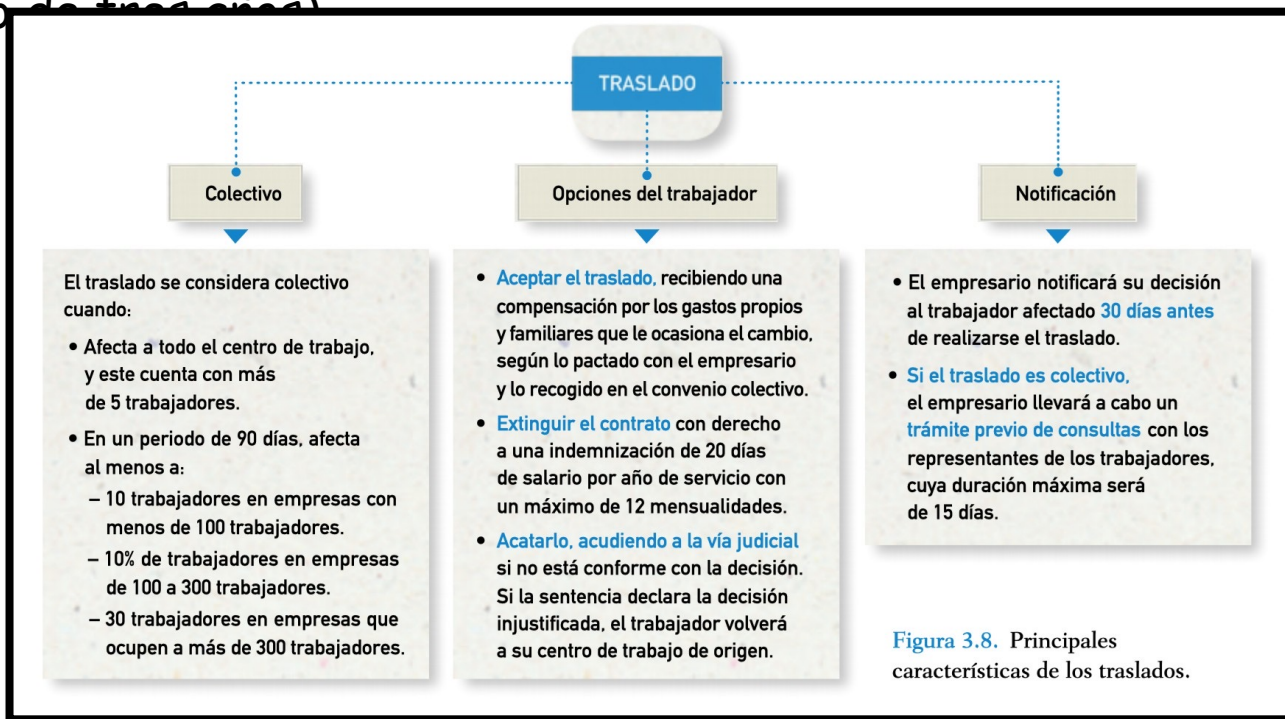 de tres anos)
TRASLADO
Colectivo
El traslado se considera colectivo
cuando:
• Afecta a todo el centro de trabajo,
y este cuenta con más
de 5 trabajadores.
• En un periodo de 90 días, afecta
al menos a:
– 10 trabajadores en empresas con
menos de 100 trabajadores.
– 10% de trabajadores en empresas
de 100 a 300 trabajadores.
– 30 trabajadores en empresas que
ocupen a más de 300 trabajadores.
Opciones del trabajador
• Aceptar el traslado, recibiendo una
compensación por los gastos propios
y familiares que le ocasiona el cambio,
según lo pactado con el empresario
y lo recogido en el convenio colectivo.
• Extinguir el contrato con derecho
a una indemnización de 20 días
de salario por año de servicio con
un máximo de 12 mensualidades.
• Acatarlo, acudiendo a la vía judicial
si no está conforme con la decisión.
Si la sentencia declara la decisión
injustificada, el trabajador volverá
a su centro de trabajo de origen.
Notificación
• El empresario notificará su decisión
al trabajador afectado 30 días antes
de realizarse el traslado.
• Si el traslado es colectivo,
el empresario llevará a cabo un
trámite previo de consultas con los
representantes de los trabajadores,
cuya duración máxima será
de 15 días.
Figura 3.8. Principales
características de los traslados.